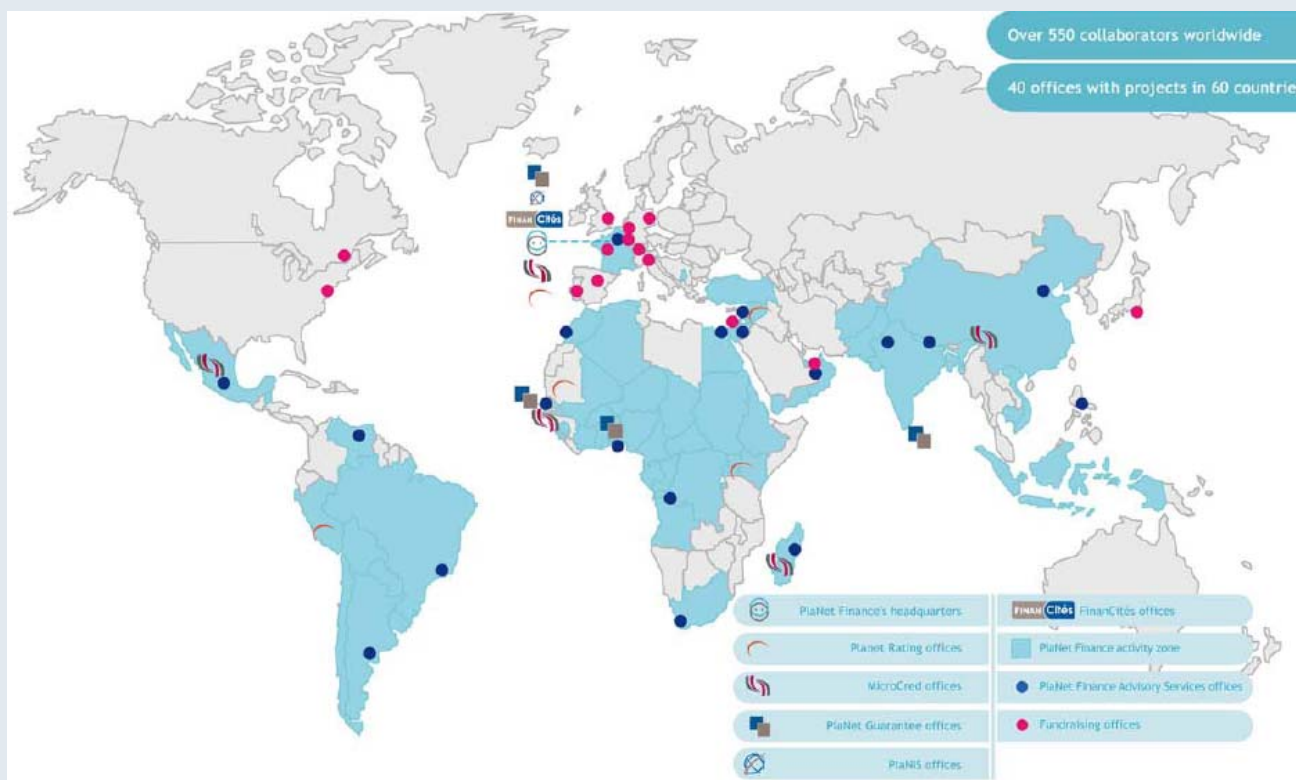 Over 550 collaborators worldwide
40 offices with projects in 60 countrie
FINAN Cités
PlaNet Finance's headquarters
Planet Rating offices
MicroCred offices
PlaNet Guarantee offices
PlaNIS offices
FINAN Cités FinanCités offices
PlaNet Finance activity zone
PlaNet Finance Advisory Services offices
Fundraising offices